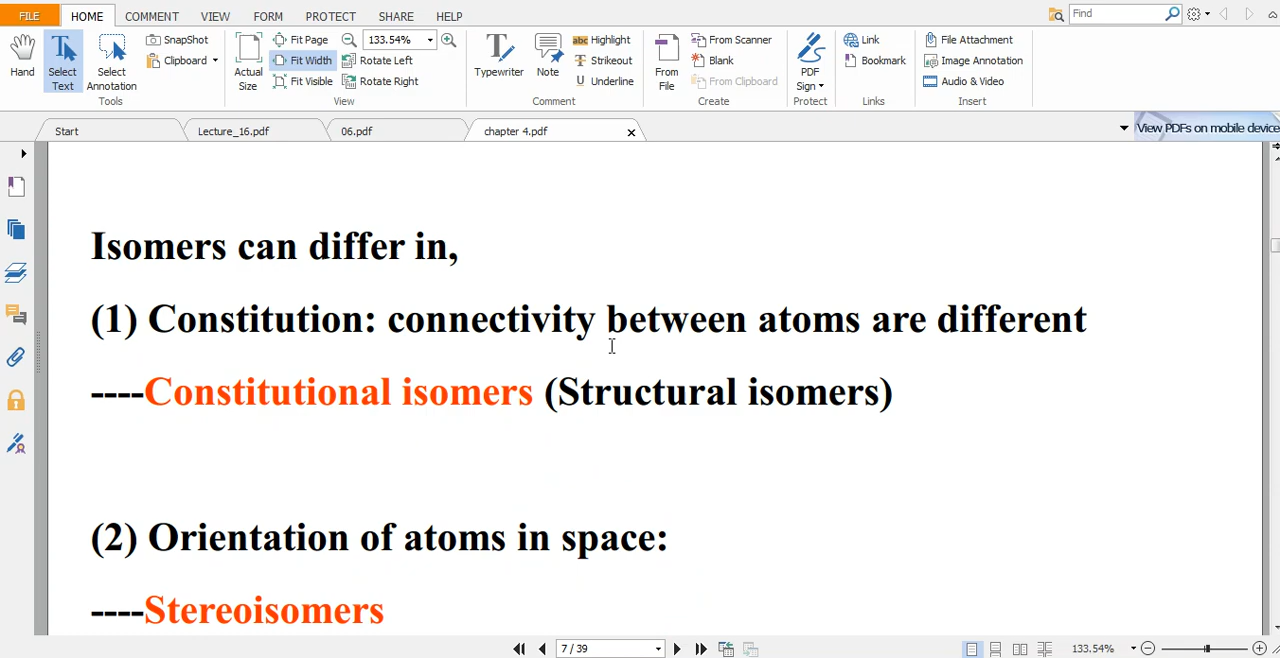 FILE HOME COMMENT VIEW FORM PROTECT SHARE HELP Find
Hand
Select Text
Select Annotation
SnapShot
Clipboard
Tools
Actual Size
Fit Page
Fit Width
Fit Visible
133.54%
Rotate Left
Rotate Right
View
Typewriter
Note
Highlight
Strikeout
Underline
Comment
From File
From Scanner
Blank
From Clipboard
Create
PDF Sign
Protect
Link
Bookmark
Links
File Attachment
Image Annotation
Audio & Video
Insert
Start Lecture_16.pdf 06.pdf chapter 4.pdf View PDFs on mobile device
Isomers can differ in,
(1) Constitution: connectivity between atoms are different
----Constitutional isomers (Structural isomers)
(2) Orientation of atoms in space:
----Stereoisomers
7 / 39 133.54%